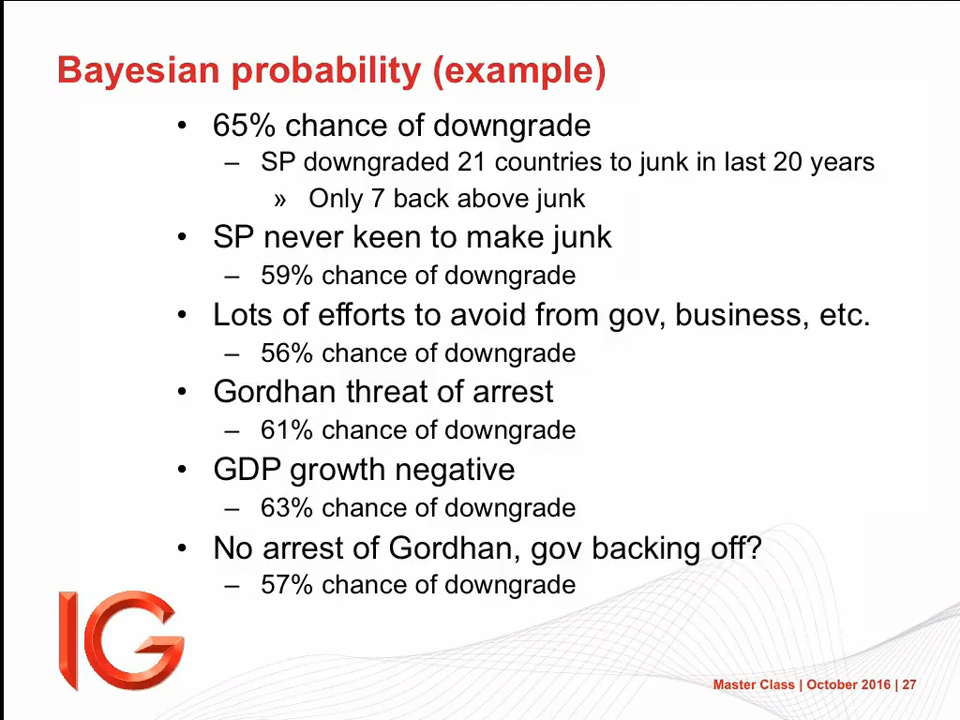 Bayesian probability (example)
• 65% chance of downgrade
– SP downgraded 21 countries to junk in last 20 years
» Only 7 back above junk
• SP never keen to make junk
– 59% chance of downgrade
• Lots of efforts to avoid from gov, business, etc.
– 56% chance of downgrade
• Gordhan threat of arrest
– 61% chance of downgrade
• GDP growth negative
– 63% chance of downgrade
• No arrest of Gordhan, gov backing off?
– 57% chance of downgrade
IG
Master Class | October 2016 | 27